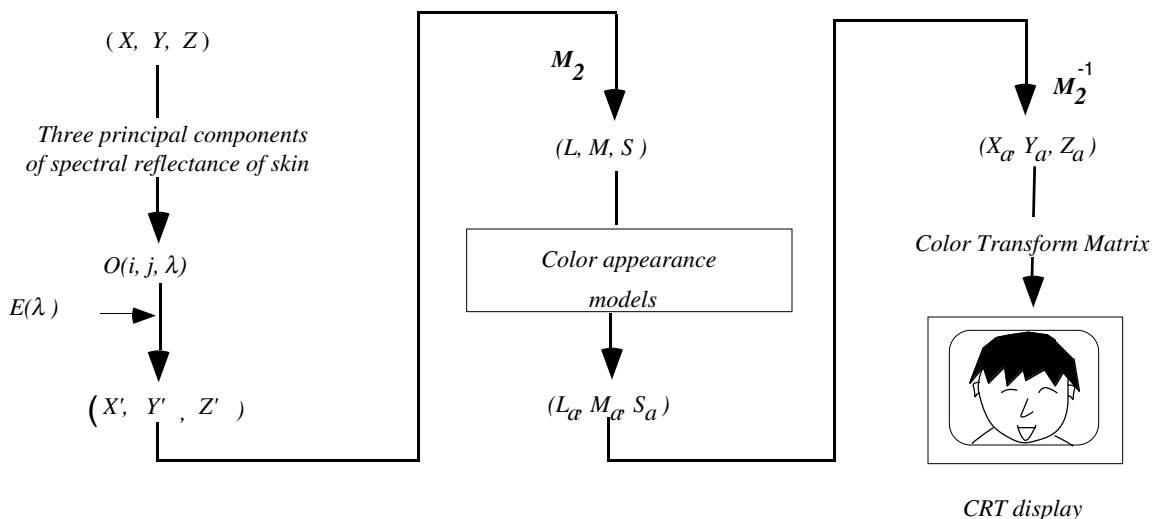 (X, Y, Z)
Three principal components
of spectral reflectance of skin
O(i, j, λ)
E(λ)
(X', Y', Z')
M₂
(L, M, S)
Color appearance
models
(Lₐ, Mₐ, Sₐ)
M₂⁻¹
(Xₐ, Yₐ, Zₐ)
Color Transform Matrix
CRT display